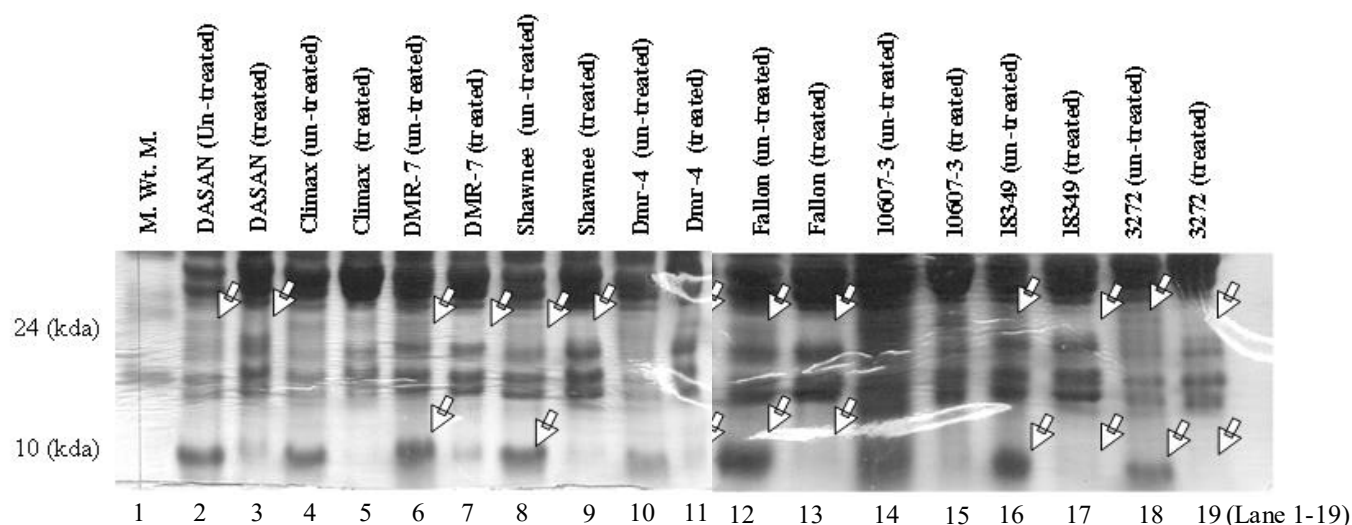 M. Wt. M.
DASAN (Un-treated)
DASAN (treated)
Climax (un-treated)
Climax (treated)
DMR-7 (un-treated)
DMR-7 (treated)
Shawnee (un-treated)
Shawnee (treated)
Dmr-4 (un-treated)
Dmr-4 (treated)
Fallon (un-treated)
Fallon (treated)
10607-3 (un-treated)
10607-3 (treated)
18349 (un-treated)
18349 (treated)
3272 (un-treated)
3272 (treated)
24 (kda)
10 (kda)
1 2 3 4 5 6 7 8 9 10 11 12 13 14 15 16 17 18 19 (Lane 1-19)